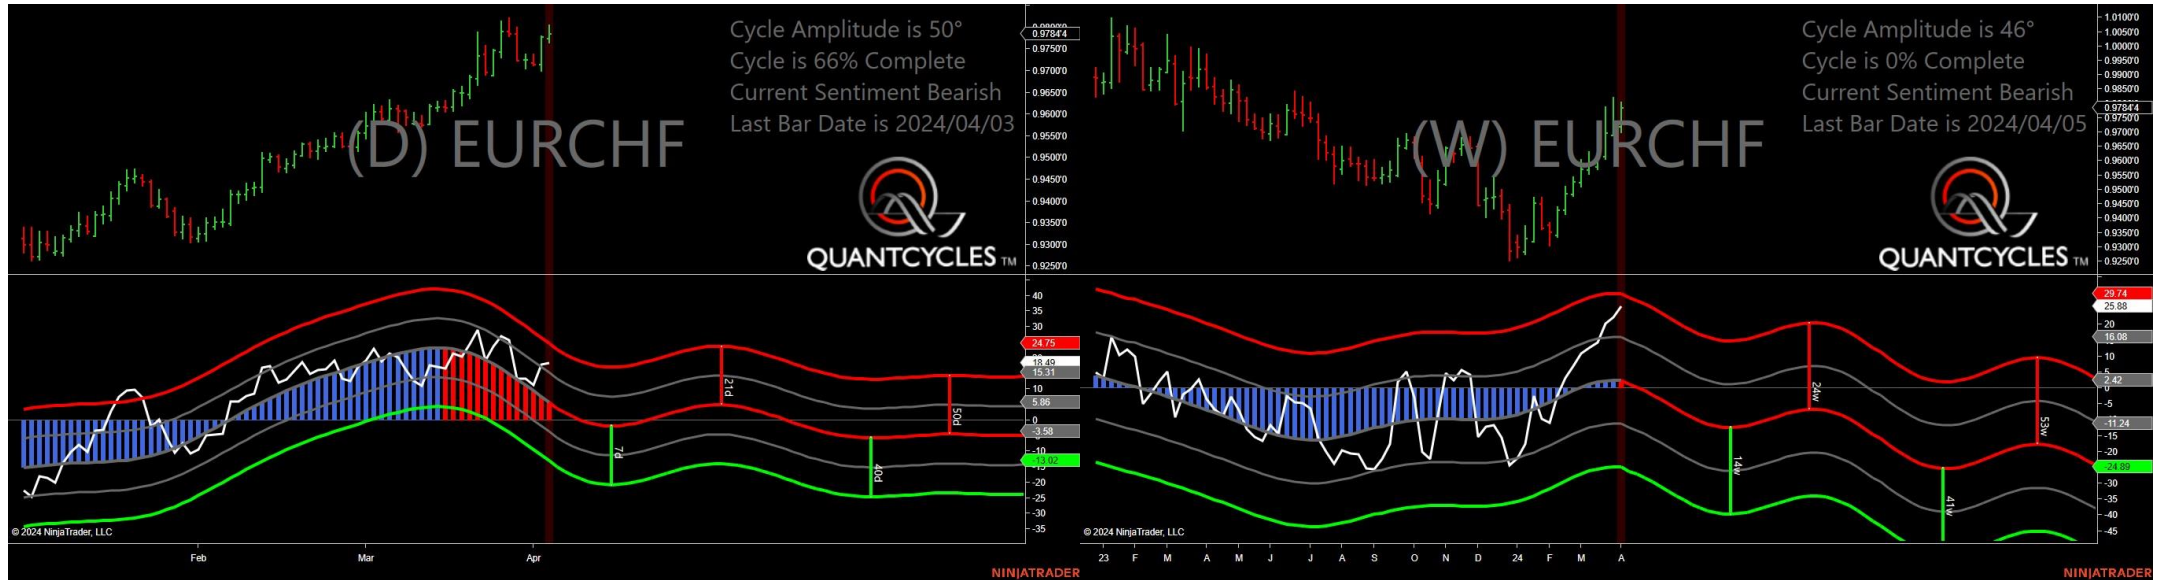 Cycle Amplitude is 50°
Cycle is 66% Complete
Current Sentiment Bearish
Last Bar Date is 2024/04/03
(D) EURCHF
QUANTCYCLES TM
0.9784'4
0.9750'0
0.9700'0
0.9650'0
0.9600'0
0.9550'0
0.9500'0
0.9450'0
0.9400'0
0.9350'0
0.9300'0
0.9250'0
40
35
30
24.75
18.49
15.31
10
5.86
0
-3.58
-10
-13.02
-20
-25
-30
-35
7d
21d
40d
50d
© 2024 NinjaTrader, LLC
Feb Mar Apr
NINJATRADER
Cycle Amplitude is 46°
Cycle is 0% Complete
Current Sentiment Bearish
Last Bar Date is 2024/04/05
(W) EURCHF
QUANTCYCLES TM
1.0100'0
1.0050'0
1.0000'0
0.9950'0
0.9900'0
0.9850'0
0.9784'4
0.9750'0
0.9700'0
0.9650'0
0.9600'0
0.9550'0
0.9500'0
0.9450'0
0.9400'0
0.9350'0
0.9300'0
0.9250'0
29.74
25.88
20
16.08
10
5
2.42
-5
-11.24
-15
-20
-24.89
-30
-35
-40
-45
14w
24w
41w
53w
© 2024 NinjaTrader, LLC
23 F M A M J J A S O N D 24 F M A
NINJATRADER